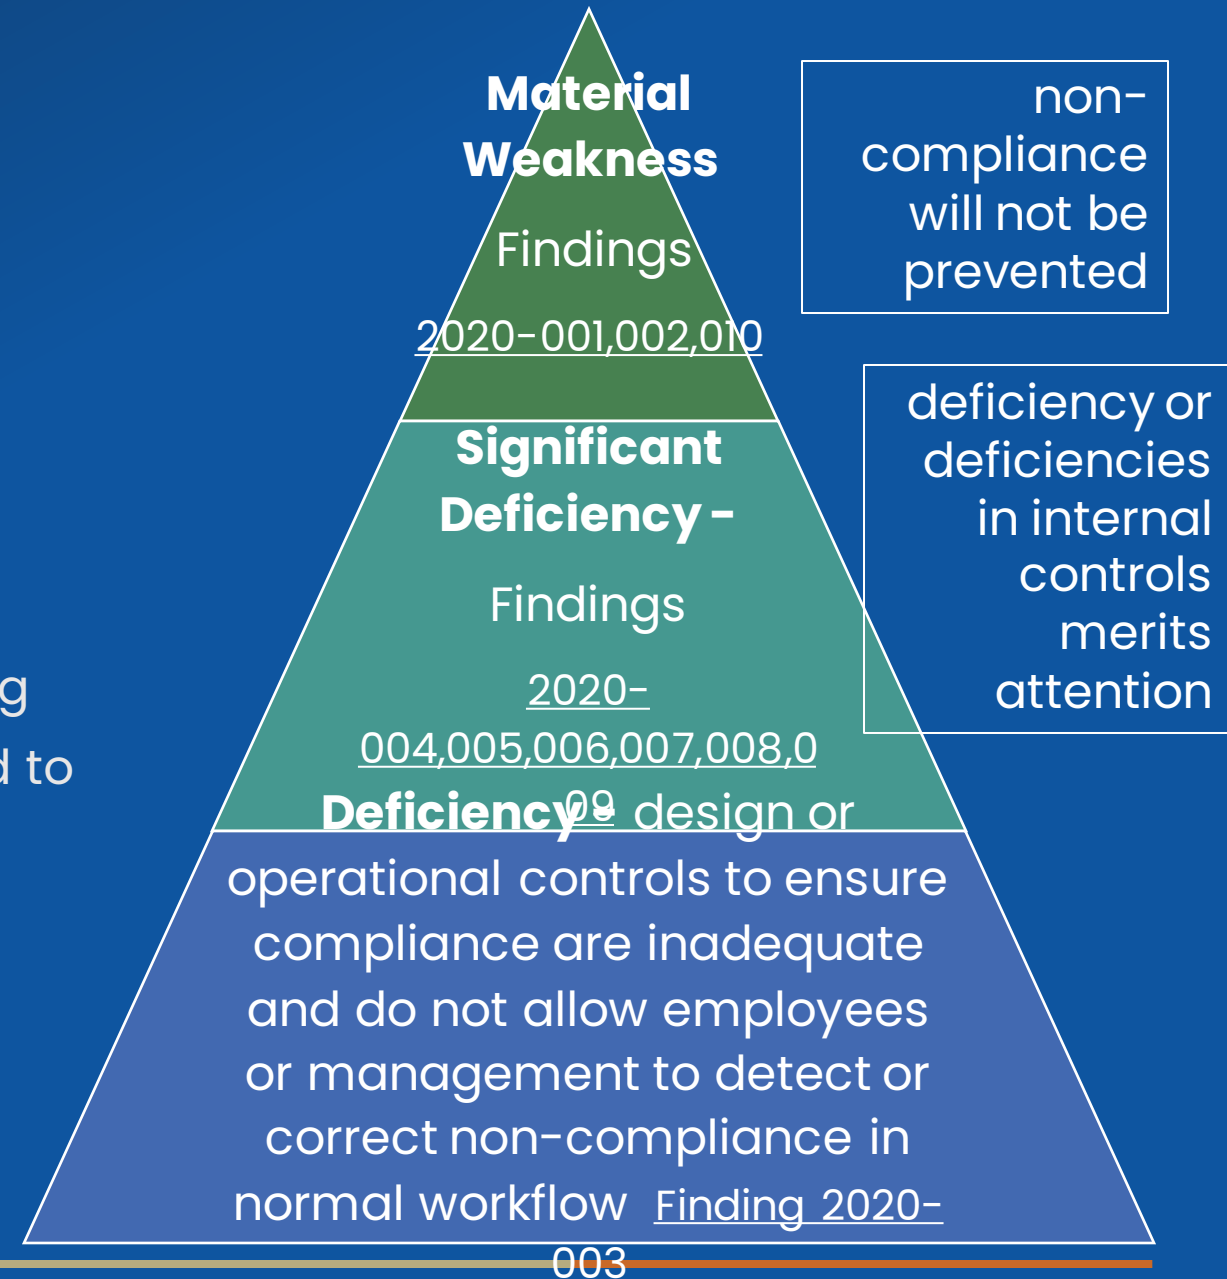 Material
Weakness
Findings
2020-001,002,010
non-
compliance
will not be
prevented
Significant
Deficiency -
Findings
2020-
004,005,006,007,008,0
09
deficiency or
deficiencies
in internal
controls
merits
attention
g
d to
Deficiency - design or
operational controls to ensure
compliance are inadequate
and do not allow employees
or management to detect or
correct non-compliance in
normal workflow Finding 2020-
003